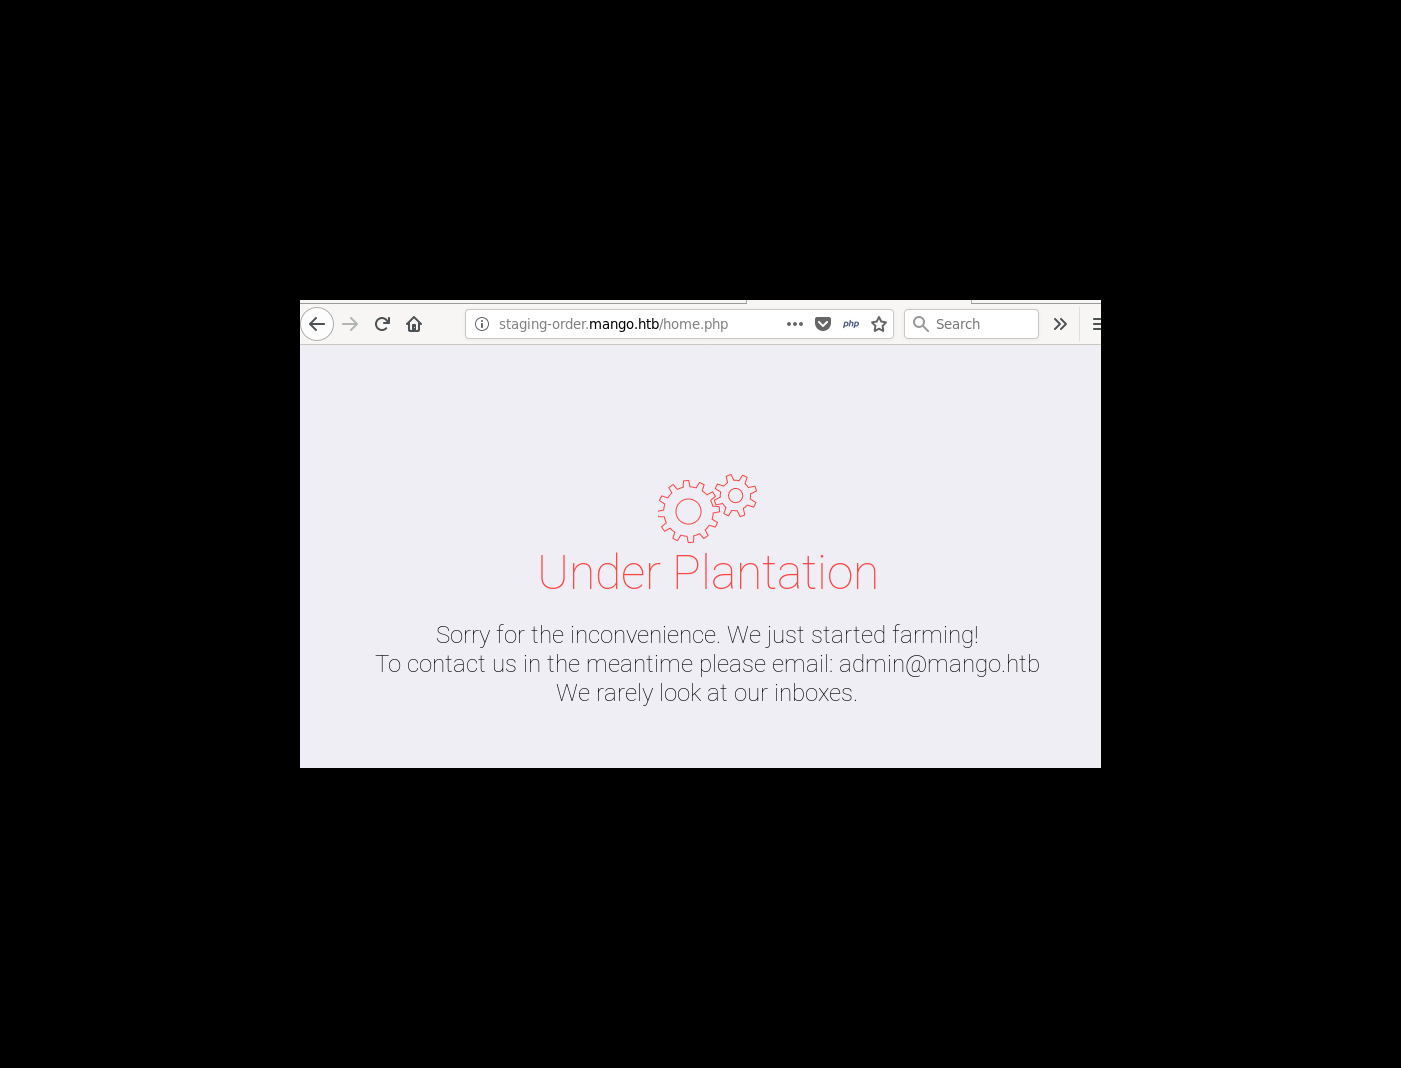 staging-order.mango.htb/home.php
php
Search
Under Plantation
Sorry for the inconvenience. We just started farming!
To contact us in the meantime please email: admin@mango.htb
We rarely look at our inboxes.